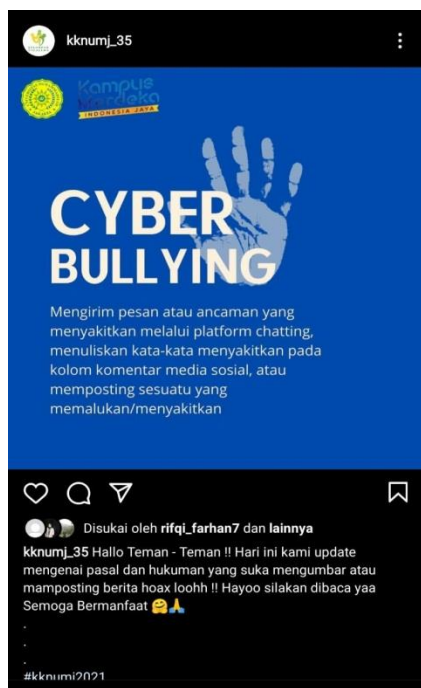 kknumj_35
Kampus
Merdeka
INDONESIA JAYA
CYBER
BULLYING
Mengirim pesan atau ancaman yang
menyakitkan melalui platform chatting,
menuliskan kata-kata menyakitkan pada
kolom komentar media sosial, atau
memposting sesuatu yang
memalukan/menyakitkan
Disukai oleh rifqi_farhan7 dan lainnya
kknumj_35 Hallo Teman - Teman !! Hari ini kami update
mengenai pasal dan hukuman yang suka mengumbar atau
mamposting berita hoax loohh !! Hayoo silakan dibaca yaa
Semoga Bermanfaat 🤗🙏
.
.
.
#kknumj2021